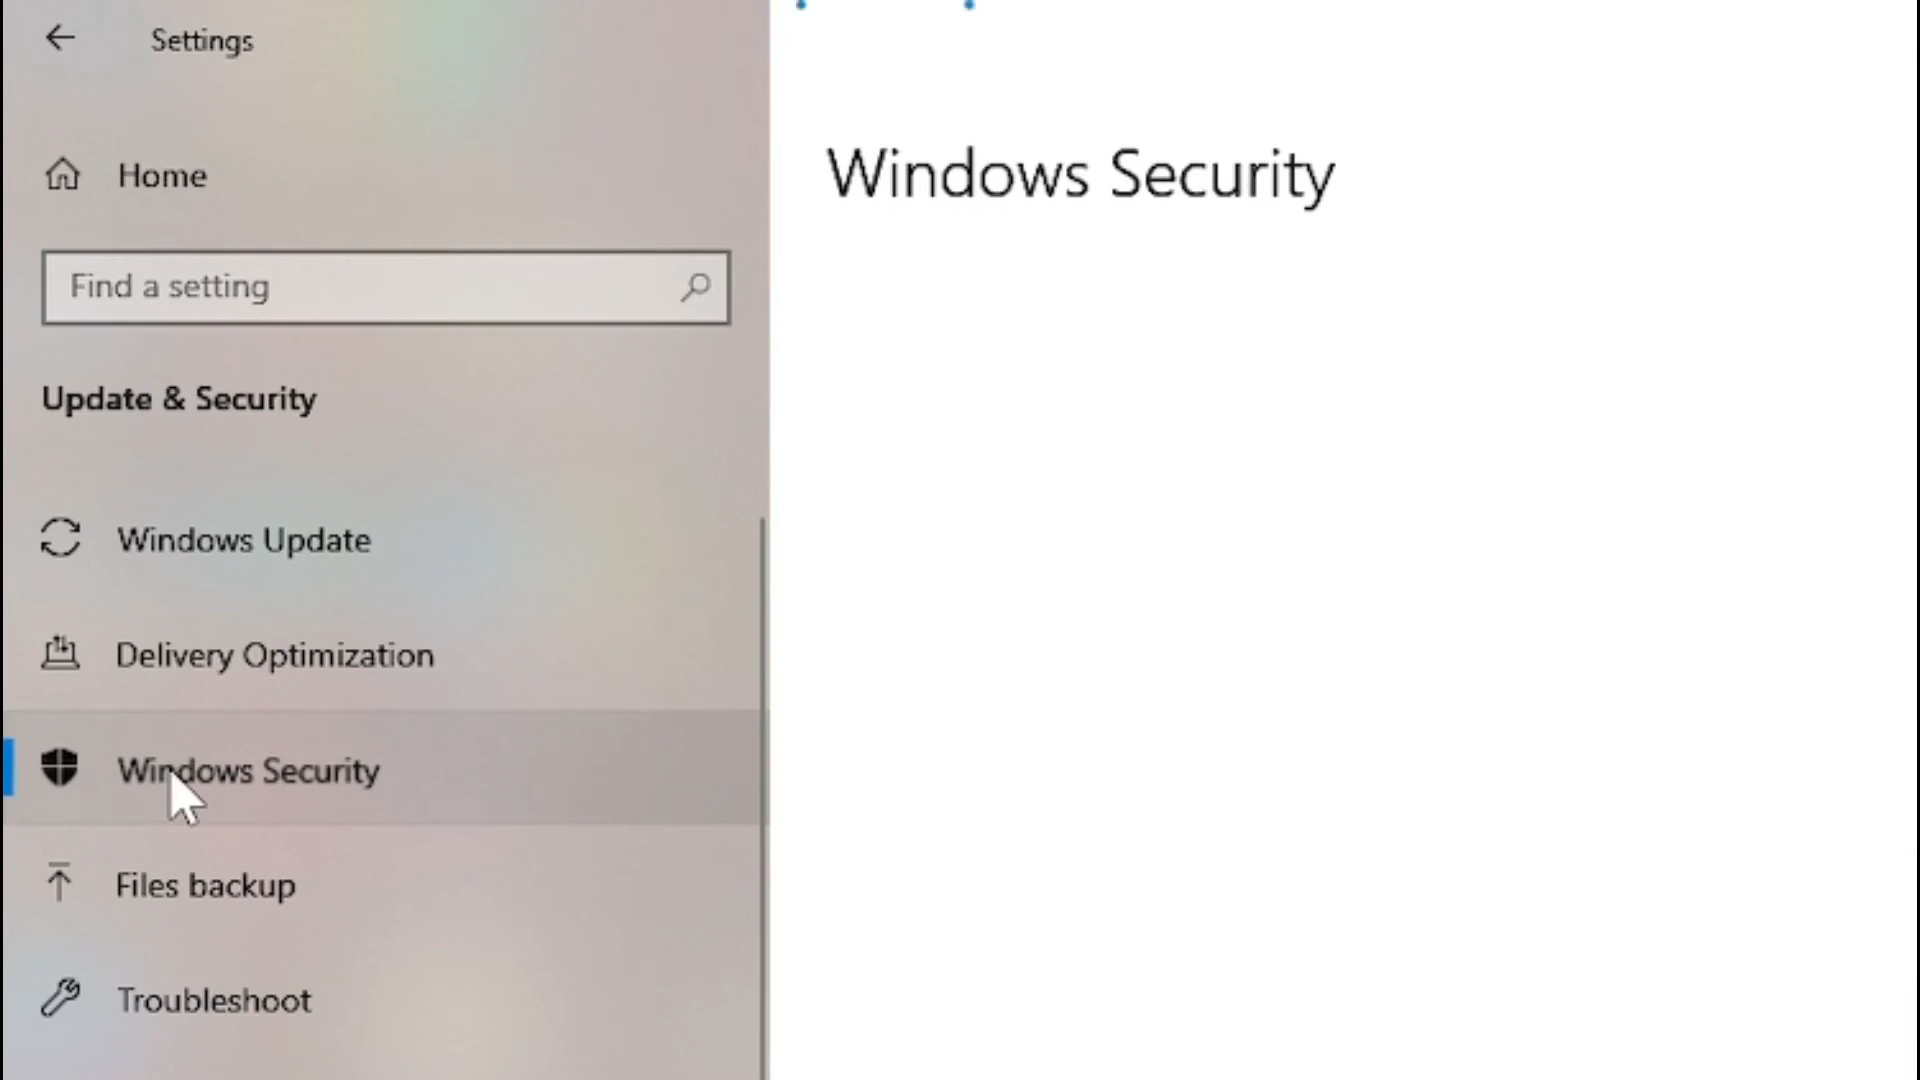 Settings
Home
Find a setting
Update & Security
Windows Update
Delivery Optimization
Windows Security
Files backup
Troubleshoot
Windows Security